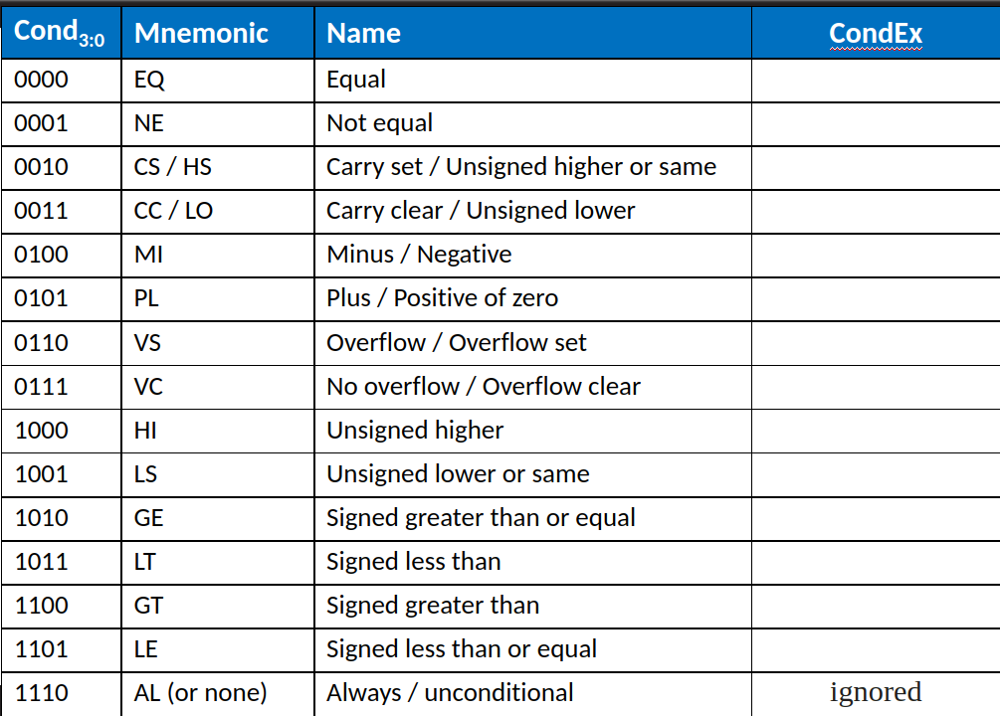 Cond3:0 Mnemonic Name CondEx
0000 EQ Equal
0001 NE Not equal
0010 CS / HS Carry set / Unsigned higher or same
0011 CC / LO Carry clear / Unsigned lower
0100 MI Minus / Negative
0101 PL Plus / Positive of zero
0110 VS Overflow / Overflow set
0111 VC No overflow / Overflow clear
1000 HI Unsigned higher
1001 LS Unsigned lower or same
1010 GE Signed greater than or equal
1011 LT Signed less than
1100 GT Signed greater than
1101 LE Signed less than or equal
1110 AL (or none) Always / unconditional ignored